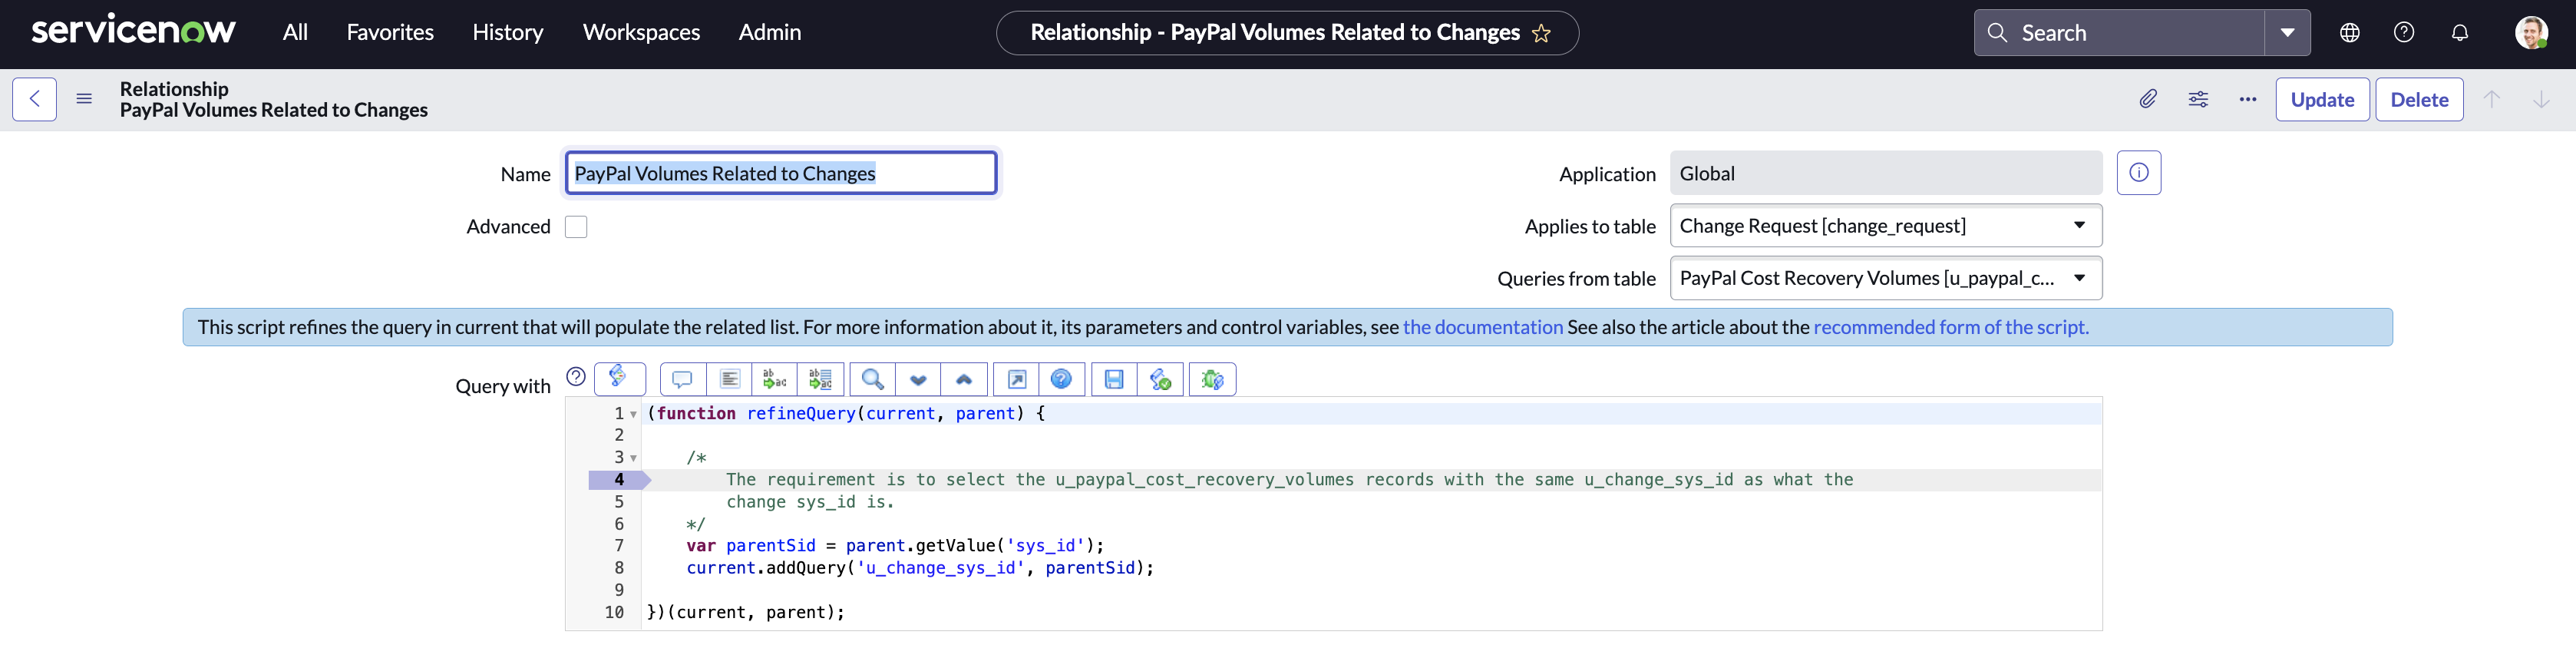 servicenow All Favorites History Workspaces Admin Relationship - PayPal Volumes Related to Changes Search
Relationship
PayPal Volumes Related to Changes
Update Delete
Name PayPal Volumes Related to Changes Application Global
Advanced Applies to table Change Request [change_request]
Queries from table PayPal Cost Recovery Volumes [u_paypal_c...
This script refines the query in current that will populate the related list. For more information about it, its parameters and control variables, see the documentation See also the article about the recommended form of the script.
Query with
1 (function refineQuery(current, parent) {
2
3 /*
4 The requirement is to select the u_paypal_cost_recovery_volumes records with the same u_change_sys_id as what the
5 change sys_id is.
6 */
7 var parentSid = parent.getValue('sys_id');
8 current.addQuery('u_change_sys_id', parentSid);
9
10 })(current, parent);